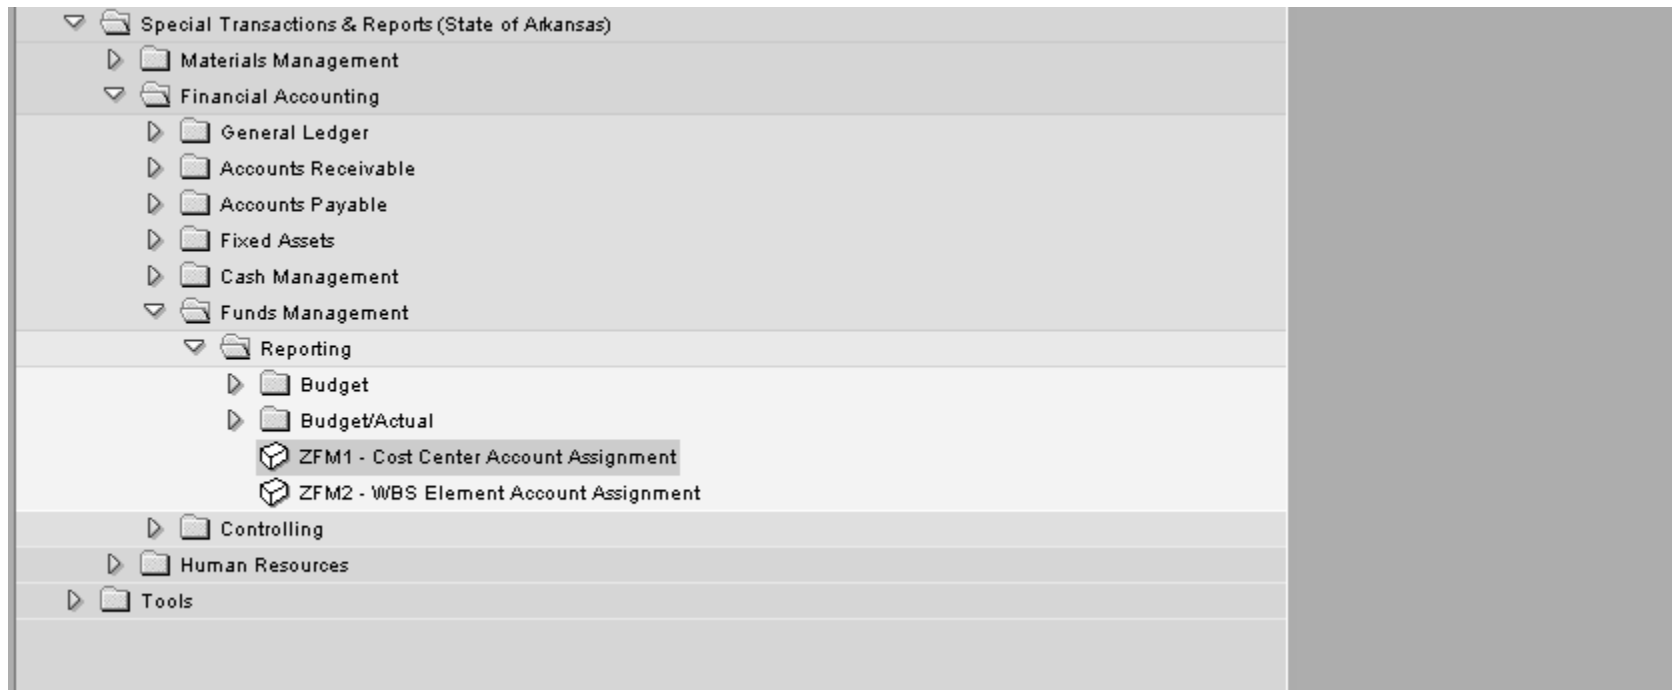 Special Transactions & Reports (State of Arkansas)
Materials Management
Financial Accounting
General Ledger
Accounts Receivable
Accounts Payable
Fixed Assets
Cash Management
Funds Management
Reporting
Budget
Budget/Actual
ZFM1 - Cost Center Account Assignment
ZFM2 - WBS Element Account Assignment
Controlling
Human Resources
Tools